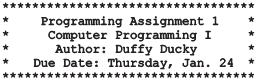 **********************************
*    Programming Assignment 1    *
*     Computer Programming I     *
*      Author: Duffy Ducky       *
*   Due Date: Thursday, Jan. 24  *
**********************************